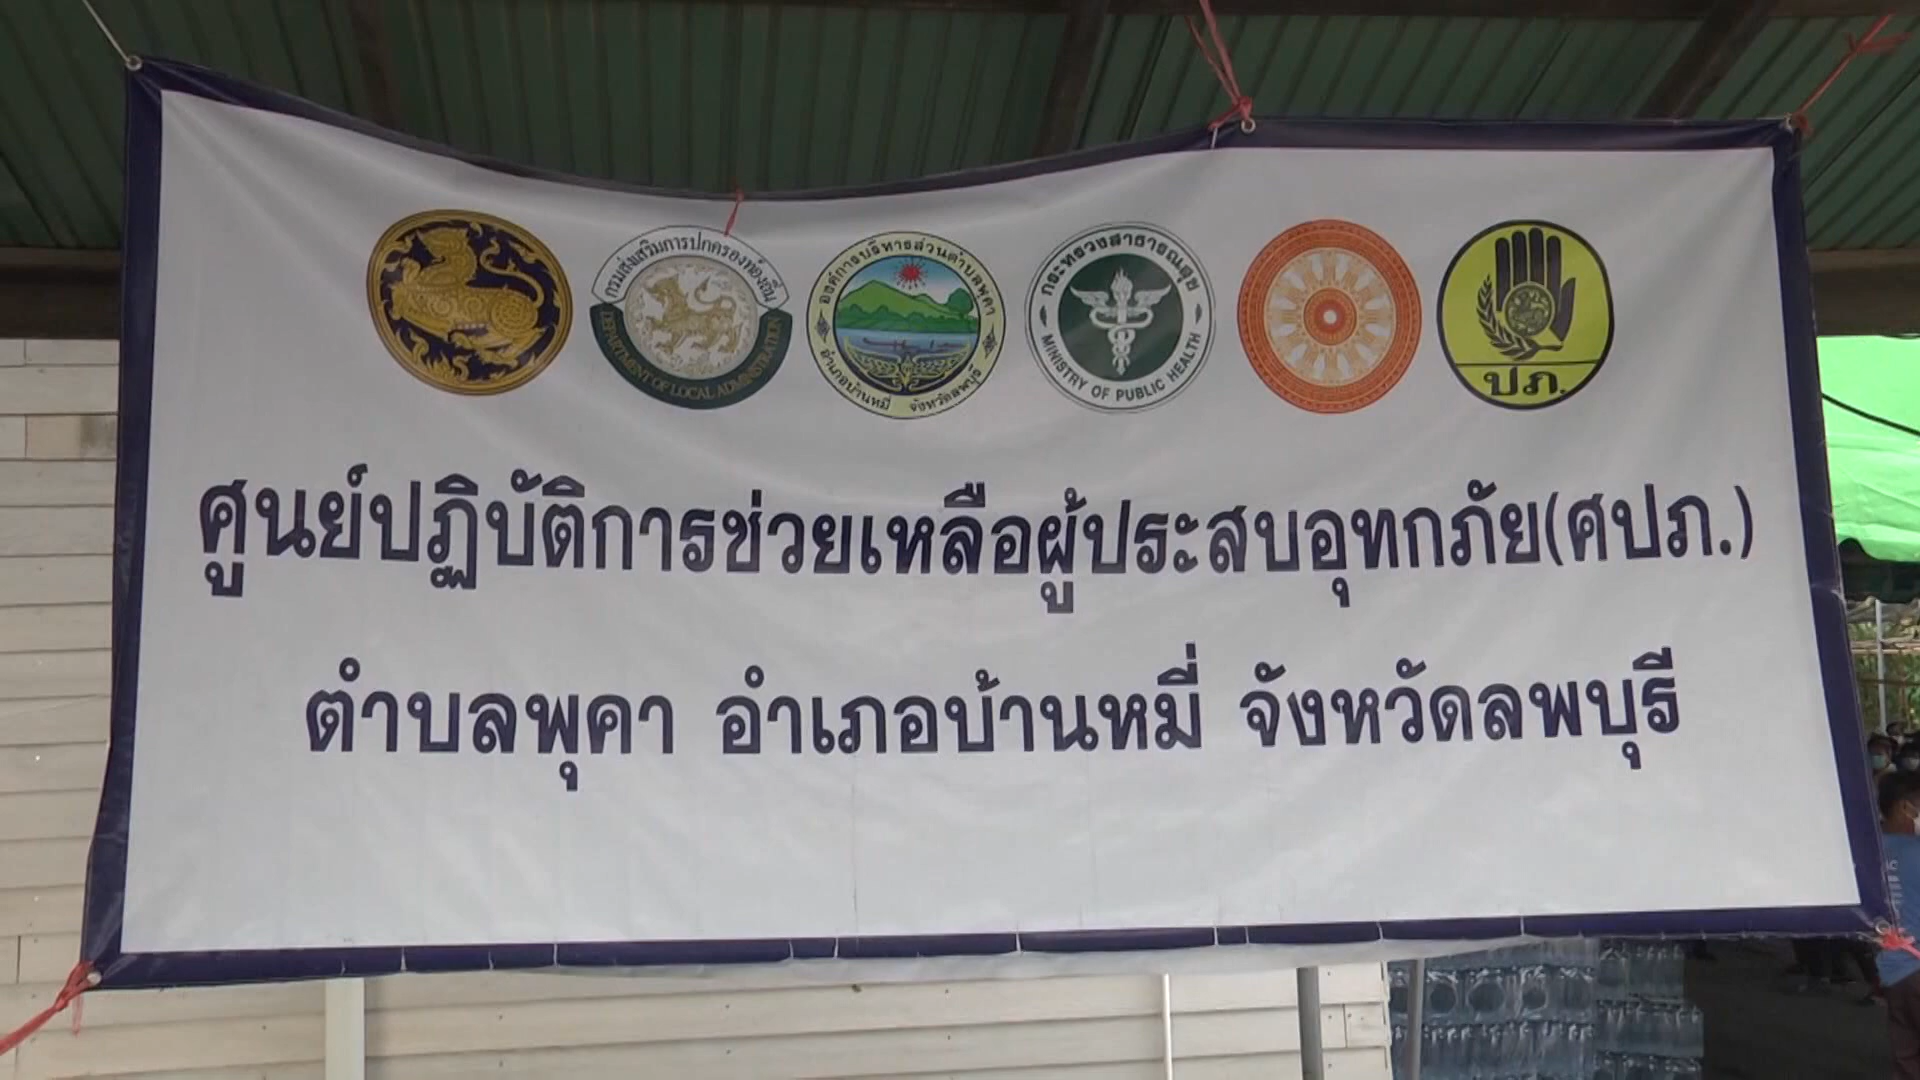 กรมส่งเสริมการปกครองท้องถิ่น
DEPARTMENT OF LOCAL ADMINISTRATION
องค์การบริหารส่วนตำบลพุคา
อำเภอบ้านหมี่ จังหวัดลพบุรี
กระทรวงสาธารณสุข
MINISTRY OF PUBLIC HEALTH
ปภ.
ศูนย์ปฏิบัติการช่วยเหลือผู้ประสบอุทกภัย(ศปภ.)
ตำบลพุคา อำเภอบ้านหมี่ จังหวัดลพบุรี